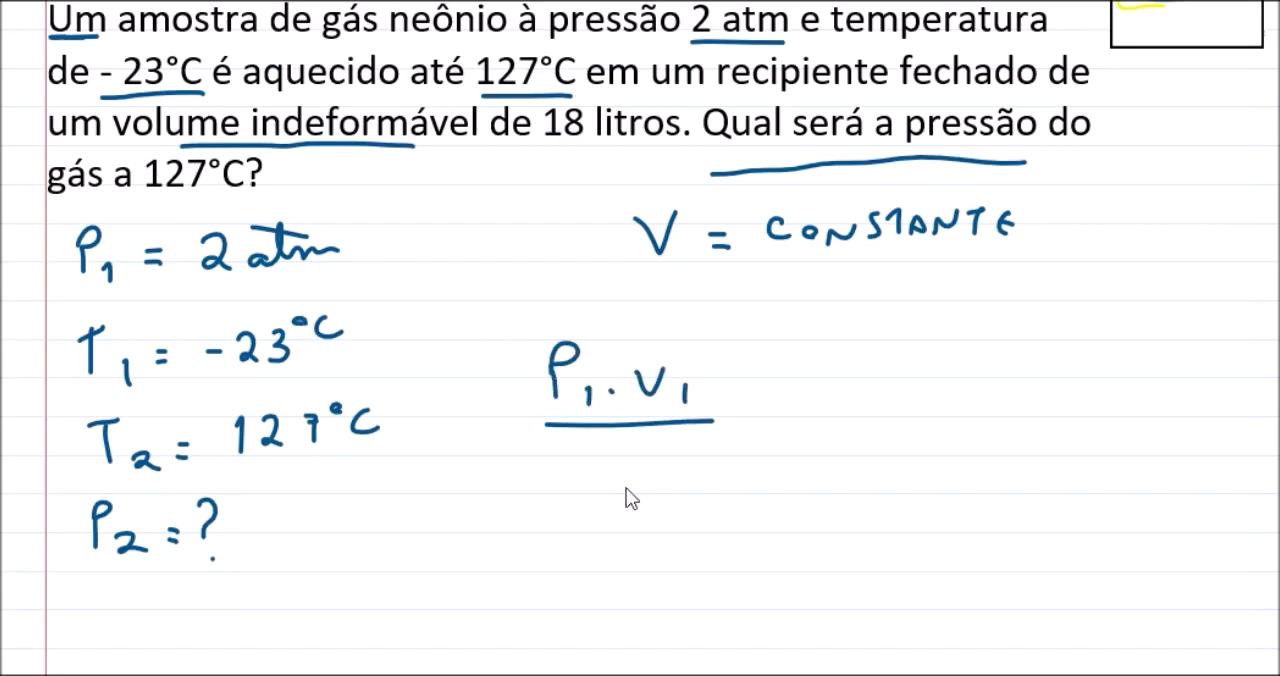 Um amostra de gás neônio à pressão 2 atm e temperatura
de - 23°C é aquecido até 127°C em um recipiente fechado de
um volume indeformável de 18 litros. Qual será a pressão do
gás a 127°C?
P₁ = 2 atm
V = CONSTANTE
T₁ = -23°C
P₁ . V₁
T₂ = 127°C
P₂ = ?